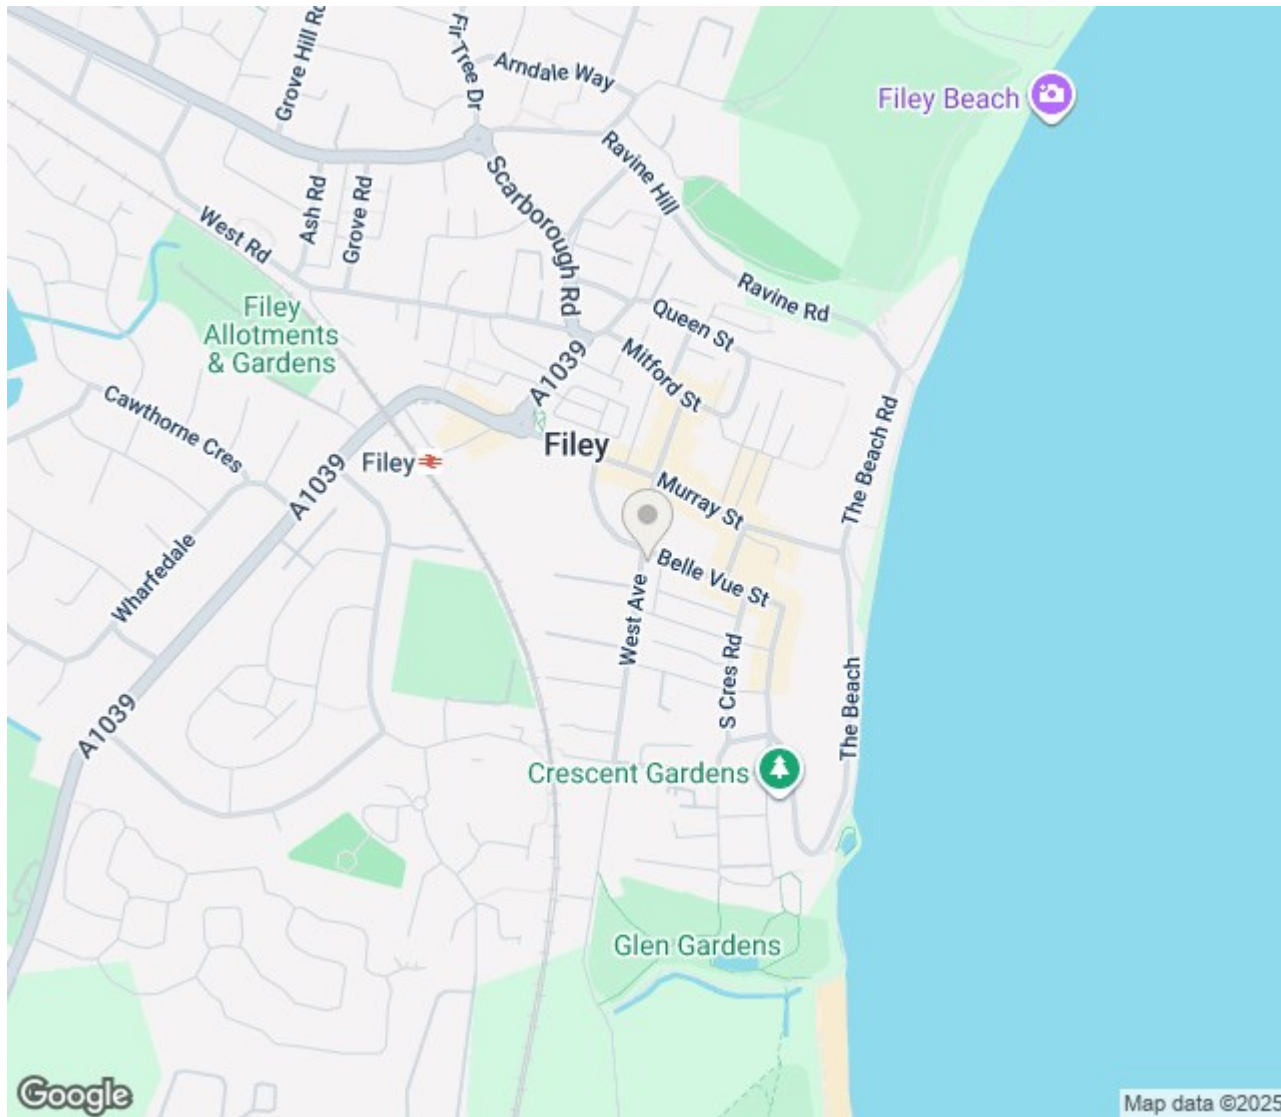 Grove Hill Rd
Fir Tree Dr
Arndale Way
Filey Beach
Ravine Hill
Scarborough Rd
Ash Rd
Grove Rd
West Rd
Ravine Rd
Filey
Allotments
& Gardens
Queen St
Mitford St
A1039
Cawthorne Cres
Filey
Filey
A1039
The Beach Rd
Murray St
Wharfedale
Belle Vue St
West Ave
S Cres Rd
The Beach
A1039
Crescent Gardens
Glen Gardens
Google
Map data ©2025